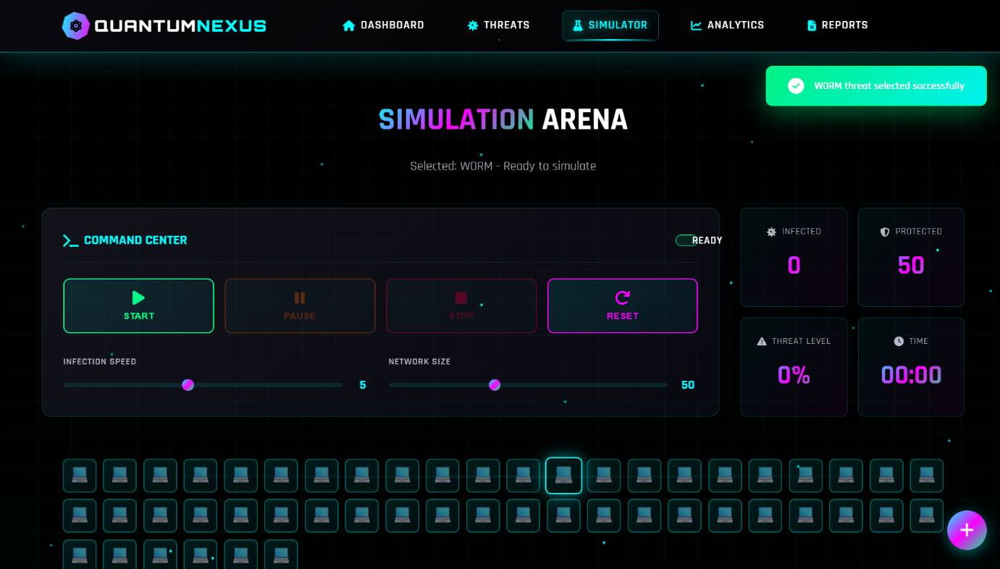 QUANTUMNEXUS
DASHBOARD
THREATS
SIMULATOR
ANALYTICS
REPORTS
WORM threat selected successfully
SIMULATION ARENA
Selected: WORM - Ready to simulate
COMMAND CENTER
READY
START
PAUSE
STOP
RESET
INFECTION SPEED
5
NETWORK SIZE
50
INFECTED
0
PROTECTED
50
THREAT LEVEL
0%
TIME
00:00